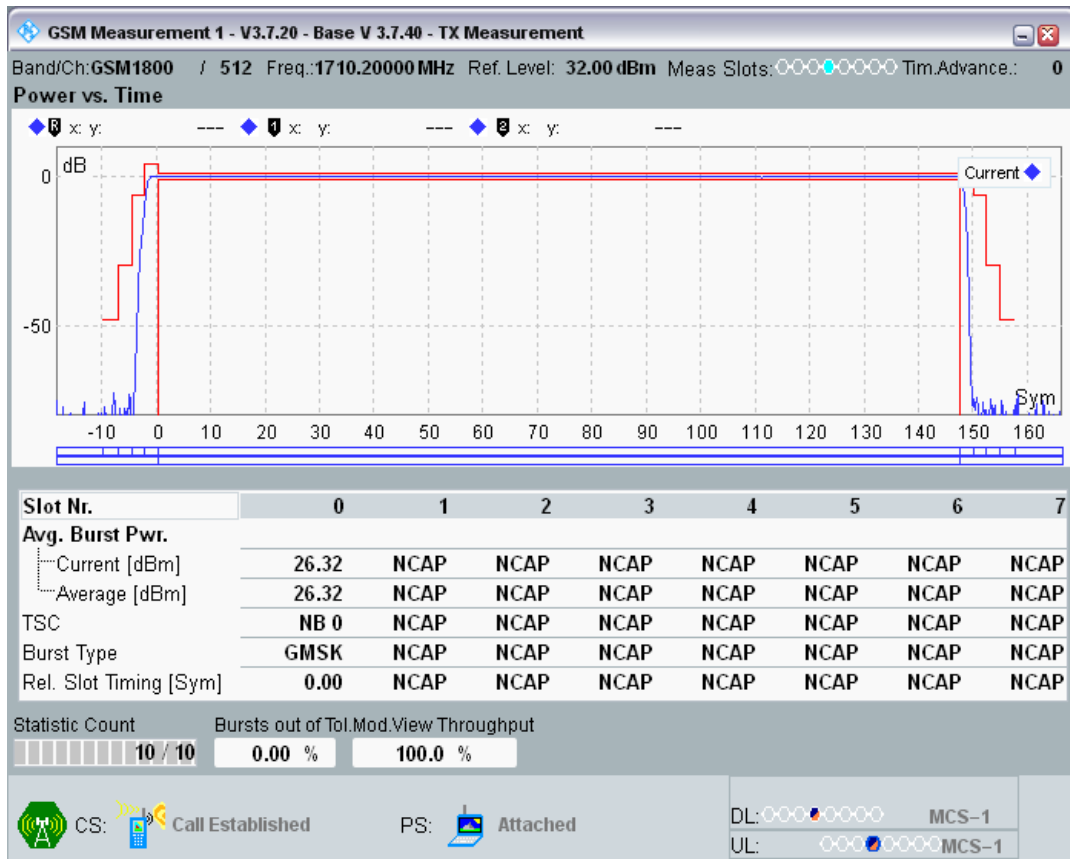 GSM Measurement 1 - V3.7.20 - Base V 3.7.40 - TX Measurement
Band/Ch:GSM1800 / 512 Freq.:1710.20000 MHz Ref. Level: 32.00 dBm Meas Slots: Tim.Advance.: 0
Power vs. Time
R x: y: --- 1 x: y: --- 2 x: y: ---
dB
Current
0
-50
Sym
-10 0 10 20 30 40 50 60 70 80 90 100 110 120 130 140 150 160
Slot Nr. 0 1 2 3 4 5 6 7
Avg. Burst Pwr.
Current [dBm] 26.32 NCAP NCAP NCAP NCAP NCAP NCAP NCAP
Average [dBm] 26.32 NCAP NCAP NCAP NCAP NCAP NCAP NCAP
TSC NB 0 NCAP NCAP NCAP NCAP NCAP NCAP NCAP
Burst Type GMSK NCAP NCAP NCAP NCAP NCAP NCAP NCAP
Rel. Slot Timing [Sym] 0.00 NCAP NCAP NCAP NCAP NCAP NCAP NCAP
Statistic Count Bursts out of Tol.Mod.View Throughput
10 / 10 0.00 % 100.0 %
CS: Call Established PS: Attached
DL: MCS-1
UL: MCS-1